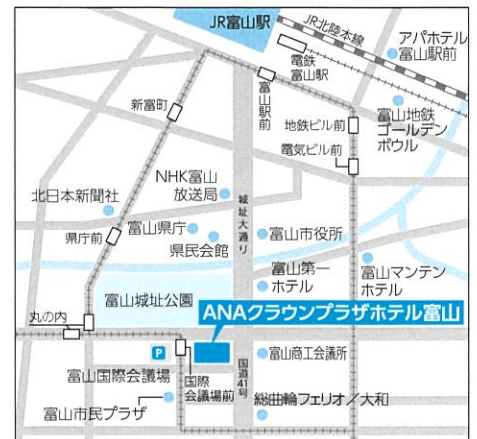 JR富山駅
JR北陸本線
アパホテル
富山駅前
電鉄
富山駅
富山駅前
新富町
地鉄ビル前
富山地鉄
ゴールデン
ボウル
電気ビル前
NHK富山
放送局
北日本新聞社
城址大通り
富山県庁
県民会館
県庁前
富山市役所
富山第一
ホテル
富山マンテン
ホテル
富山城址公園
ANAクラウンプラザホテル富山
丸の内
P
富山国際会議場
国際
会議場前
国道41号
富山商工会議所
富山市民プラザ
総曲輪フェリオ/大和